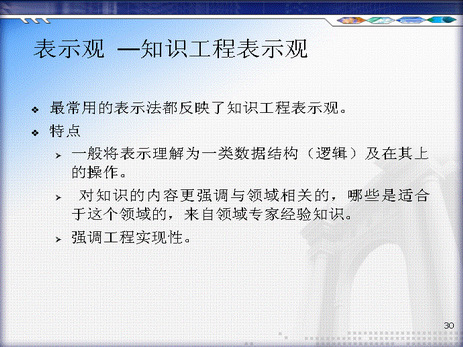 表示观 —知识工程表示观
最常用的表示法都反映了知识工程表示观。
特点
一般将表示理解为一类数据结构（逻辑）及在其上
的操作。
对知识的内容更强调与领域相关的，哪些是适合
于这个领域的，来自领域专家经验知识。
强调工程实现性。
30